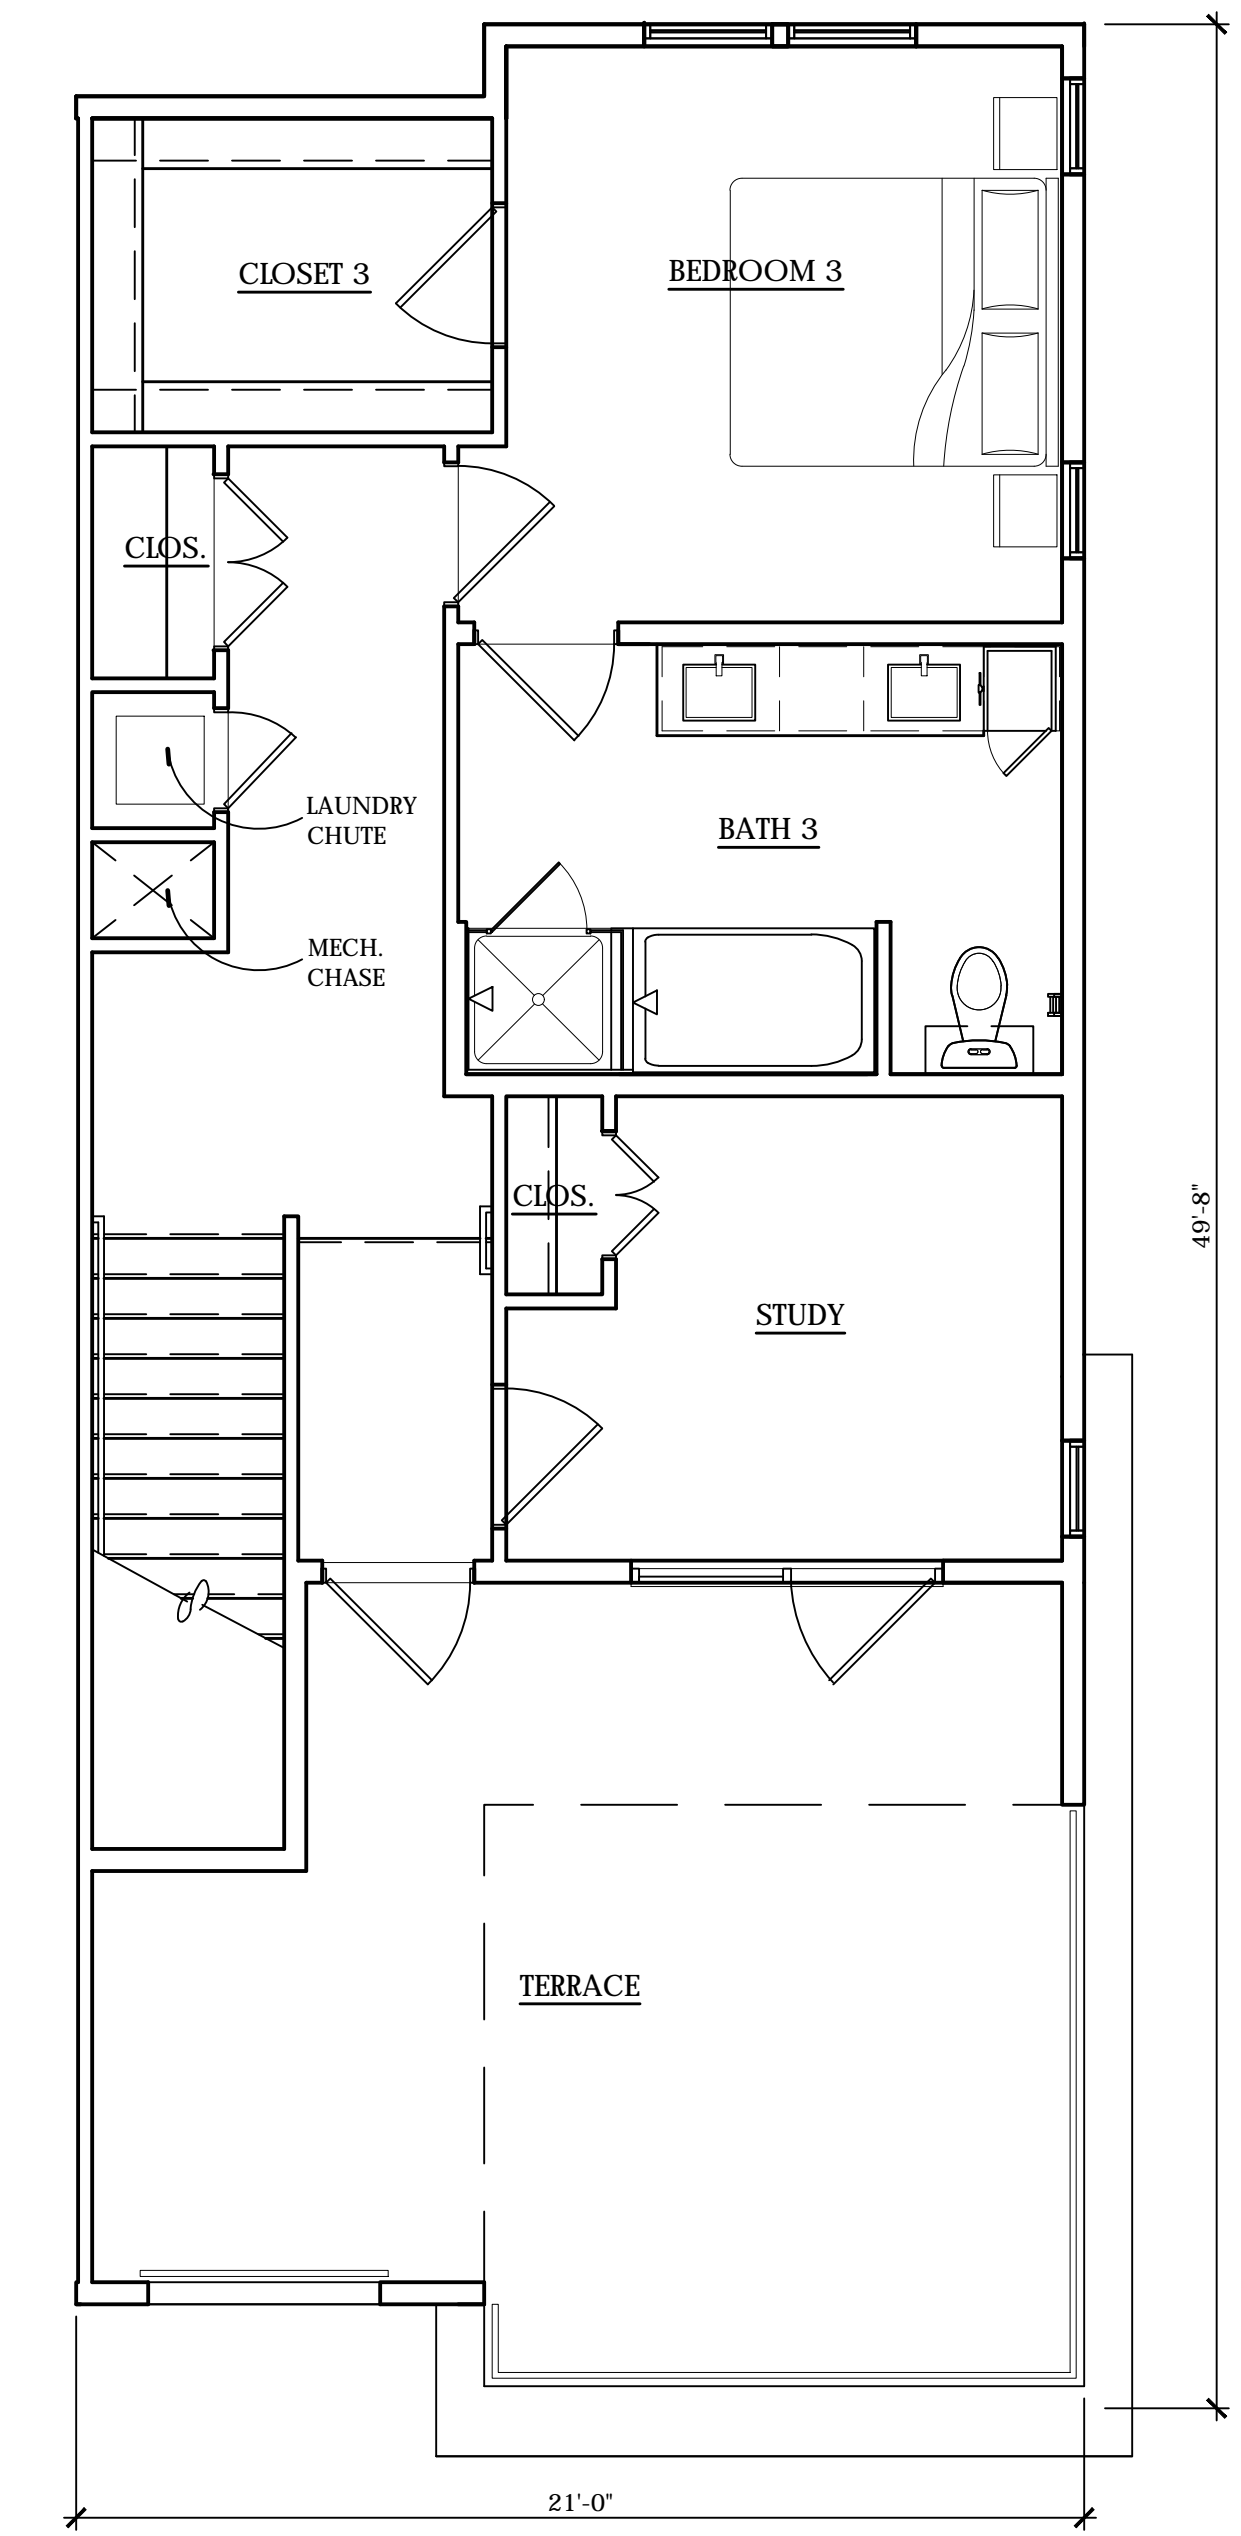 CLOSET 3
BEDROOM 3
CLOS.
LAUNDRY
CHUTE
BATH 3
MECH.
CHASE
CLOS.
49'-8"
STUDY
TERRACE
21'-0"